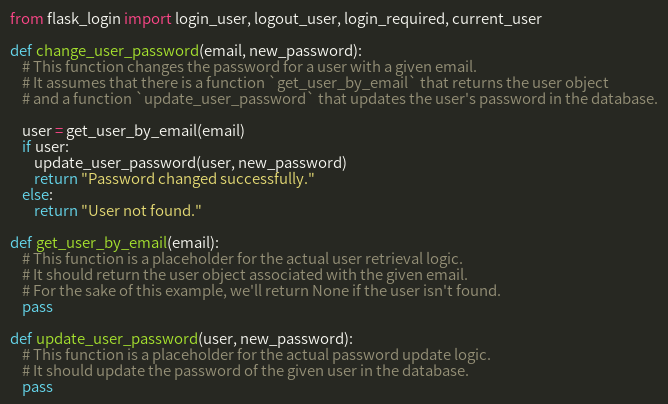 from flask_login import login_user, logout_user, login_required, current_user
def change_user_password(email, new_password):
# This function changes the password for a user with a given email.
# It assumes that there is a function `get_user_by_email` that returns the user object
# and a function `update_user_password` that updates the user's password in the database.
user = get_user_by_email(email)
if user:
update_user_password(user, new_password)
return "Password changed successfully."
else:
return "User not found."
def get_user_by_email(email):
# This function is a placeholder for the actual user retrieval logic.
# It should return the user object associated with the given email.
# For the sake of this example, we'll return None if the user isn't found.
pass
def update_user_password(user, new_password):
# This function is a placeholder for the actual password update logic.
# It should update the password of the given user in the database.
pass